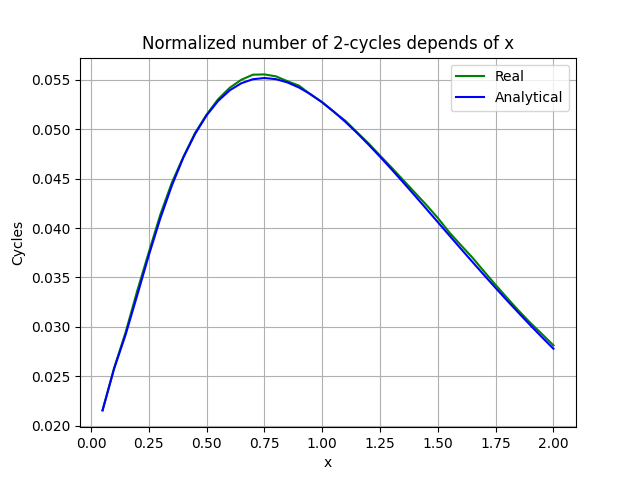 Normalized number of 2-cycles depends of x
Real
Analytical
Cycles
0.055
0.050
0.045
0.040
0.035
0.030
0.025
0.020
0.00 0.25 0.50 0.75 1.00 1.25 1.50 1.75 2.00
x